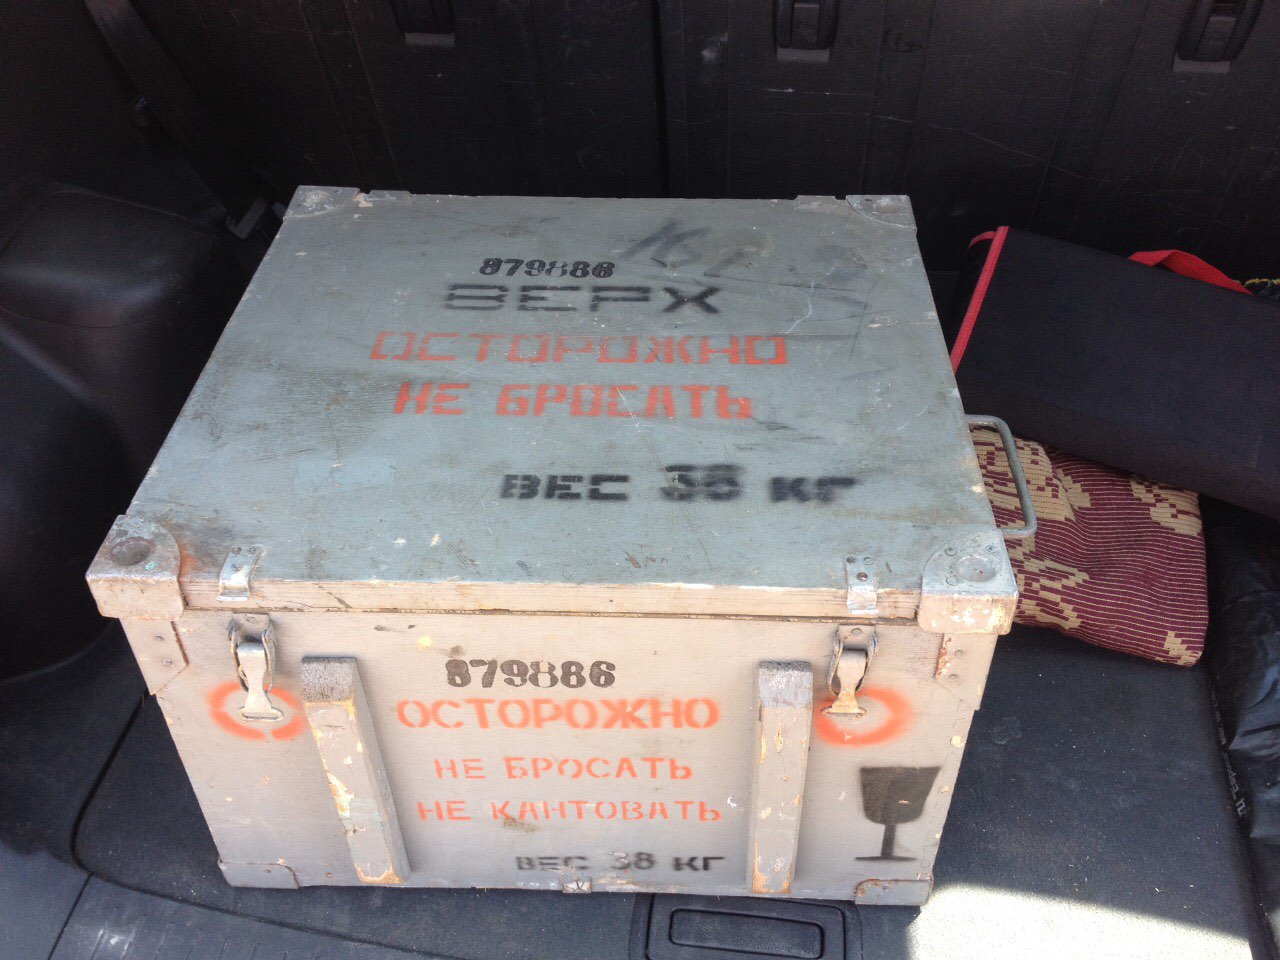 879886
ВЕРХ
ОСТОРОЖНО
НЕ БРОСАТЬ
ВЕС 38 КГ
879886
ОСТОРОЖНО
НЕ БРОСАТЬ
НЕ КАНТОВАТЬ
ВЕС 38 КГ